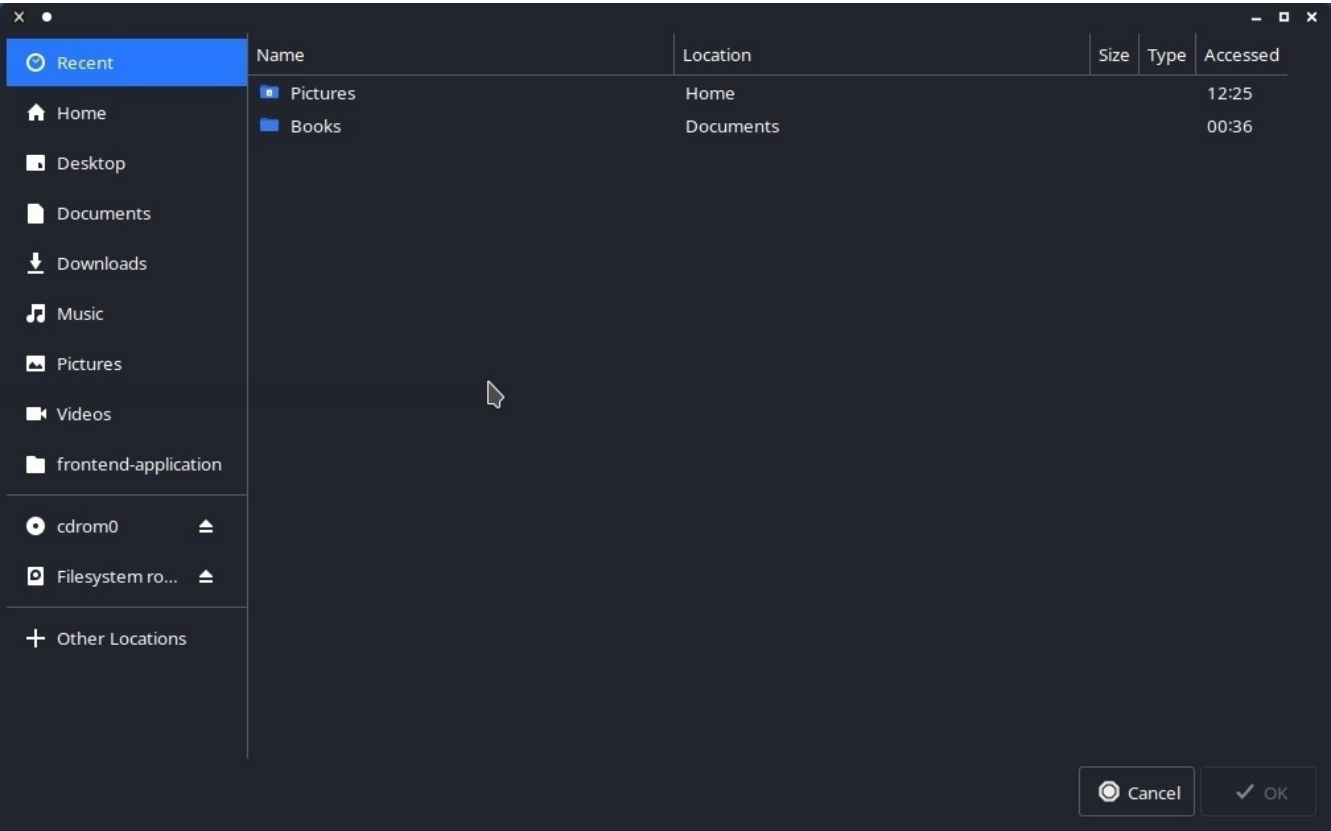 Recent
Home
Desktop
Documents
Downloads
Music
Pictures
Videos
frontend-application
cdrom0
Filesystem ro...
Other Locations
Name Location Size Type Accessed
Pictures Home 12:25
Books Documents 00:36
Cancel OK